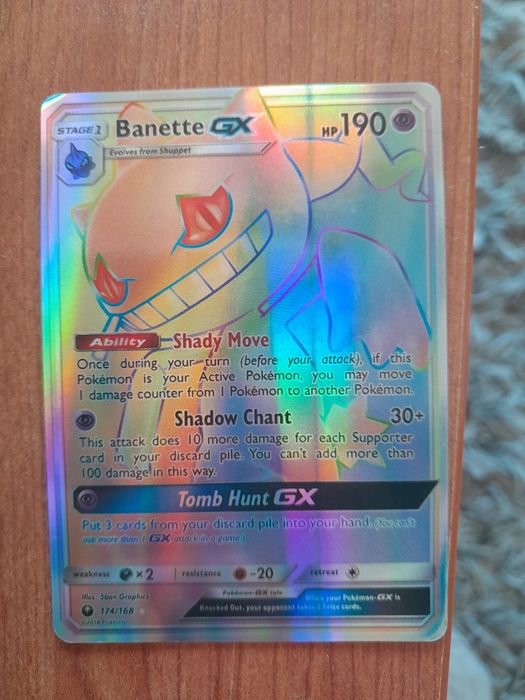 STAGE 1 Banette GX HP 190
Evolves from Shuppet
Ability Shady Move
Once during your turn (before your attack), if this
Pokémon is your Active Pokémon, you may move
1 damage counter from 1 Pokémon to another Pokémon.
Shadow Chant 30+
This attack does 10 more damage for each Supporter
card in your discard pile. You can't add more than
100 damage in this way.
Tomb Hunt GX
Put 3 cards from your discard pile into your hand. (You can't
use more than 1 GX attack in a game.)
weakness ×2 resistance -20 retreat
Illus. 5ban Graphics
Pokémon-GX rule
When your Pokémon-GX is
Knocked Out, your opponent takes 2 Prize cards.
174/168
©2018 Pokémon